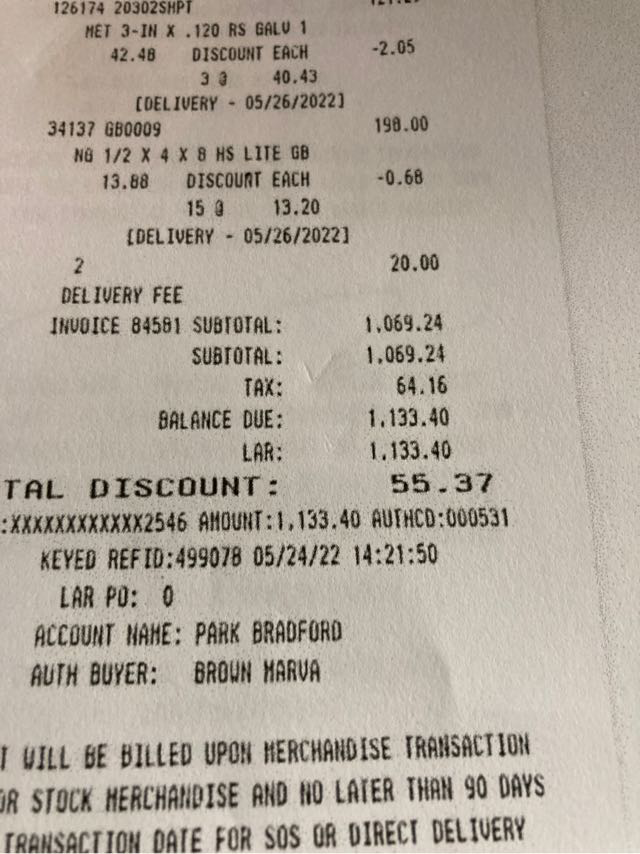 126174 20302SHPT 121.29
MET 3-IN X .120 RS GALV 1
42.48 DISCOUNT EACH -2.05
3 @ 40.43
[DELIVERY - 05/26/2022]
34137 GB0009 198.00
NG 1/2 X 4 X 8 HS LITE GB
13.88 DISCOUNT EACH -0.68
15 @ 13.20
[DELIVERY - 05/26/2022]
2 20.00
DELIVERY FEE
INVOICE 84581 SUBTOTAL: 1,069.24
SUBTOTAL: 1,069.24
TAX: 64.16
BALANCE DUE: 1,133.40
LAR: 1,133.40
TAL DISCOUNT: 55.37
:XXXXXXXXXXXX2546 AMOUNT:1,133.40 AUTHCD:000531
KEYED REFID:499078 05/24/22 14:21:50
LAR PO: 0
ACCOUNT NAME: PARK BRADFORD
AUTH BUYER: BROWN MARVA
T WILL BE BILLED UPON MERCHANDISE TRANSACTION
OR STOCK MERCHANDISE AND NO LATER THAN 90 DAYS
TRANSACTION DATE FOR SOS OR DIRECT DELIVERY